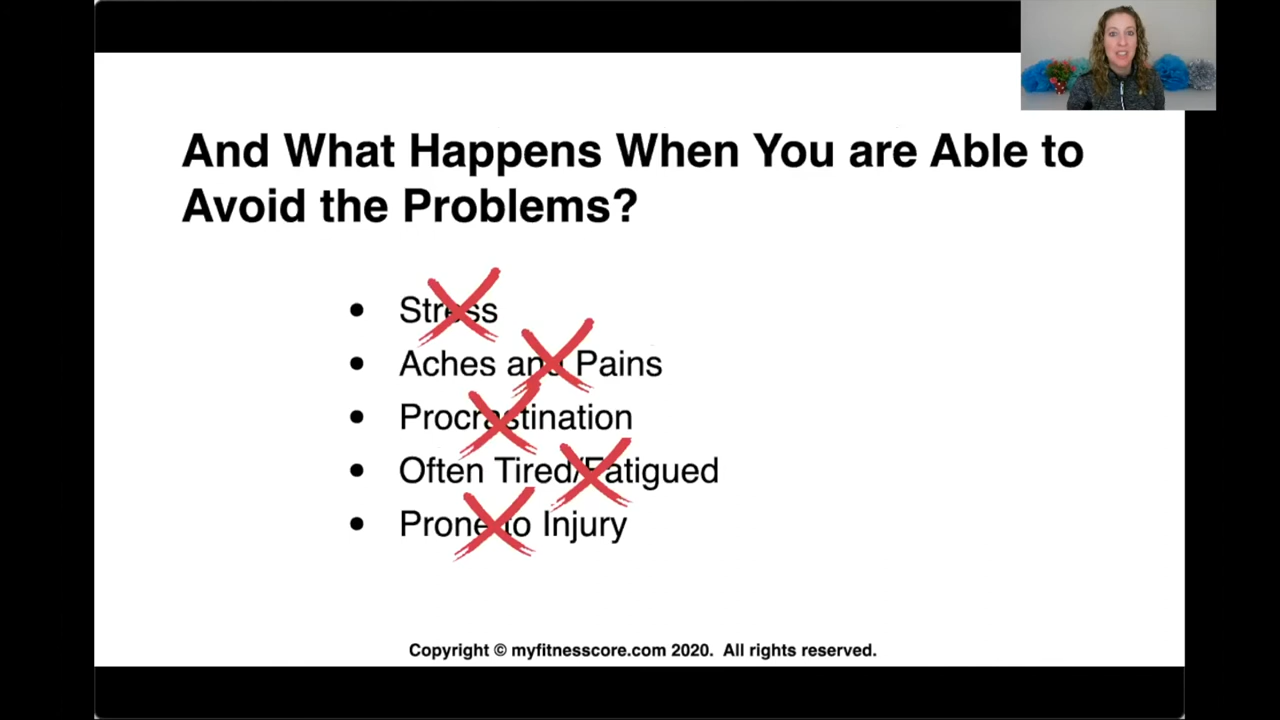 And What Happens When You are Able to
Avoid the Problems?
• Stress
• Aches and Pains
• Procrastination
• Often Tired/Fatigued
• Prone to Injury
Copyright © myfitnesscore.com 2020.  All rights reserved.